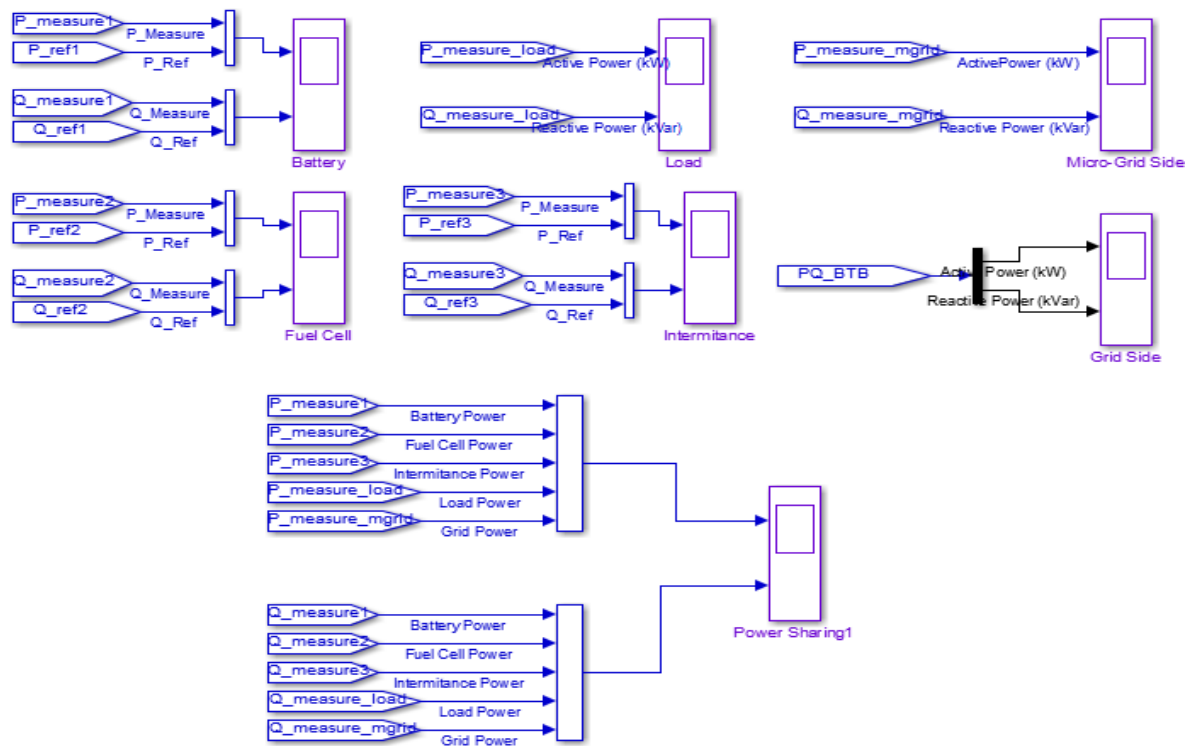 P_measure1
P_Measure
P_ref1
P_Ref
Q_measure1
Q_Measure
Q_ref1
Q_Ref
Battery
P_measure_load
Active Power (kW)
Q_measure_load
Reactive Power (kVar)
Load
P_measure_mgrid
ActivePower (kW)
Q_measure_mgrid
Reactive Power (kVar)
Micro-Grid Side
P_measure2
P_Measure
P_ref2
P_Ref
Q_measure2
Q_Measure
Q_ref2
Q_Ref
Fuel Cell
P_measure3
P_Measure
P_ref3
P_Ref
Q_measure3
Q_Measure
Q_ref3
Q_Ref
Intermitance
PQ_BTB
Active Power (kW)
Reactive Power (kVar)
Grid Side
P_measure1
Battery Power
P_measure2
Fuel Cell Power
P_measure3
Intermitance Power
P_measure_load
Load Power
P_measure_mgrid
Grid Power
Q_measure1
Battery Power
Q_measure2
Fuel Cell Power
Q_measure3
Intermitance Power
Q_measure_load
Load Power
Q_measure_mgrid
Grid Power
Power Sharing1